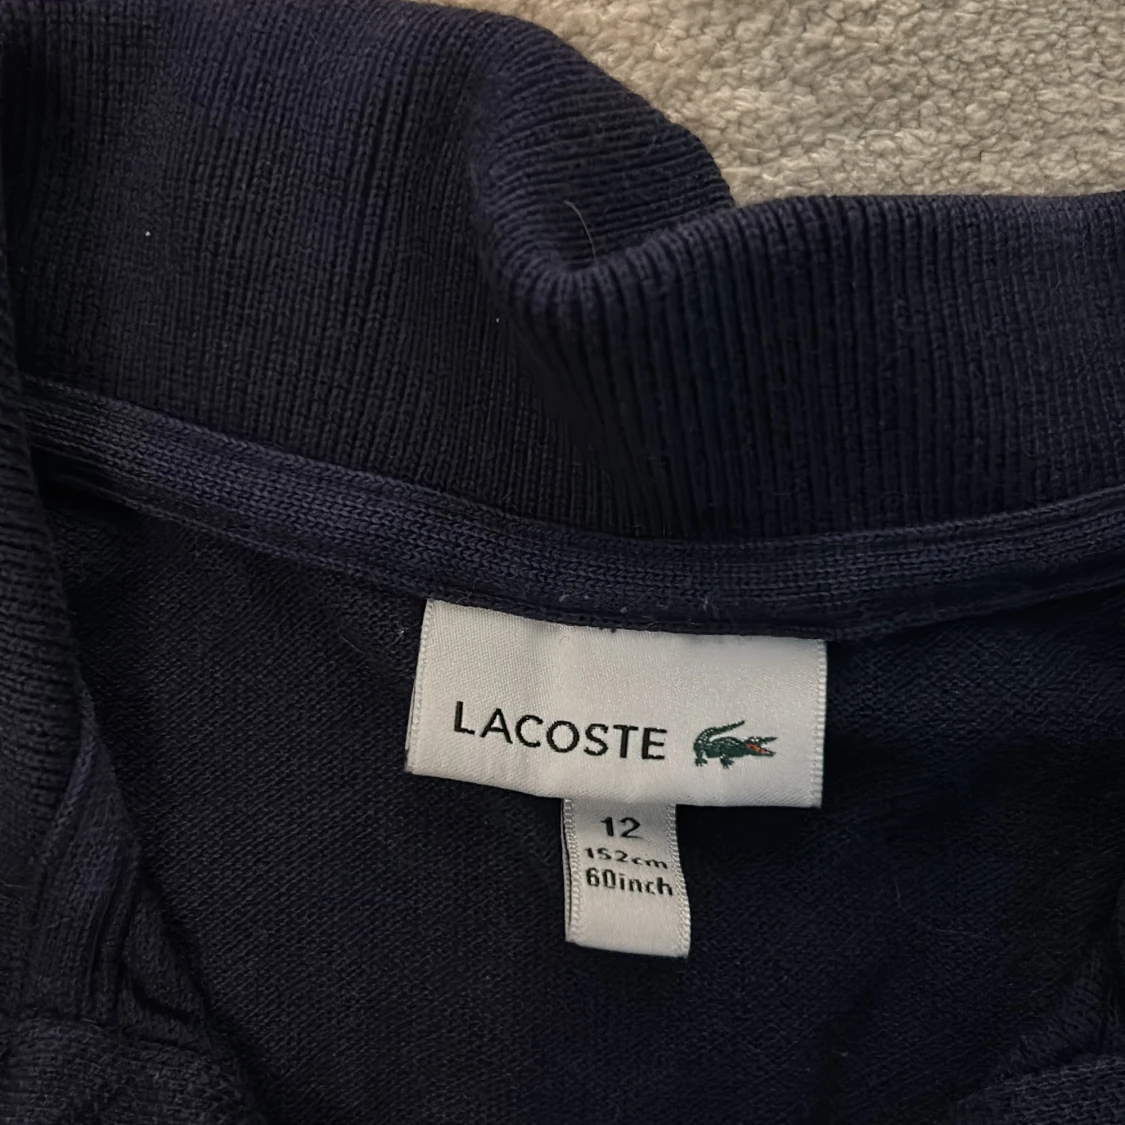 LACOSTE
12
152cm
60inch